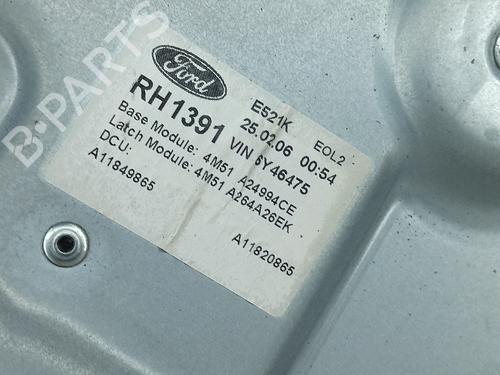 B-PARTS
Ford
E521K EOL2
RH1391 25.02.06 00:54
VIN 6Y46475
Base Module: 4M51 A24994CE
Latch Module: 4M51 A264A26EK
DCU:
A11849865 A11820865